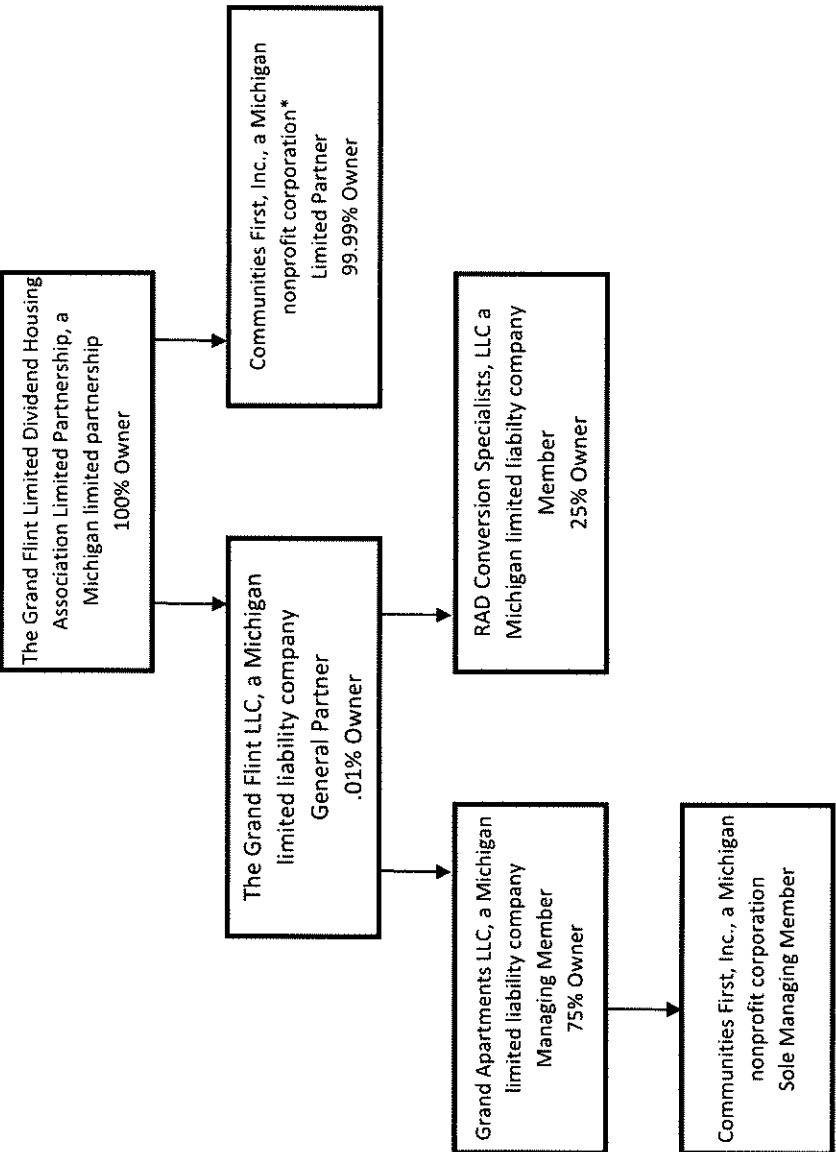 The Grand Flint Limited Dividend Housing
Association Limited Partnership, a
Michigan limited partnership
100% Owner
The Grand Flint LLC, a Michigan
limited liability company
General Partner
.01% Owner
Communities First, Inc., a Michigan
nonprofit corporation*
Limited Partner
99.99% Owner
Grand Apartments LLC, a Michigan
limited liability company
Managing Member
75% Owner
RAD Conversion Specialists, LLC a
Michigan limited liabilty company
Member
25% Owner
Communities First, Inc., a Michigan
nonprofit corporation
Sole Managing Member